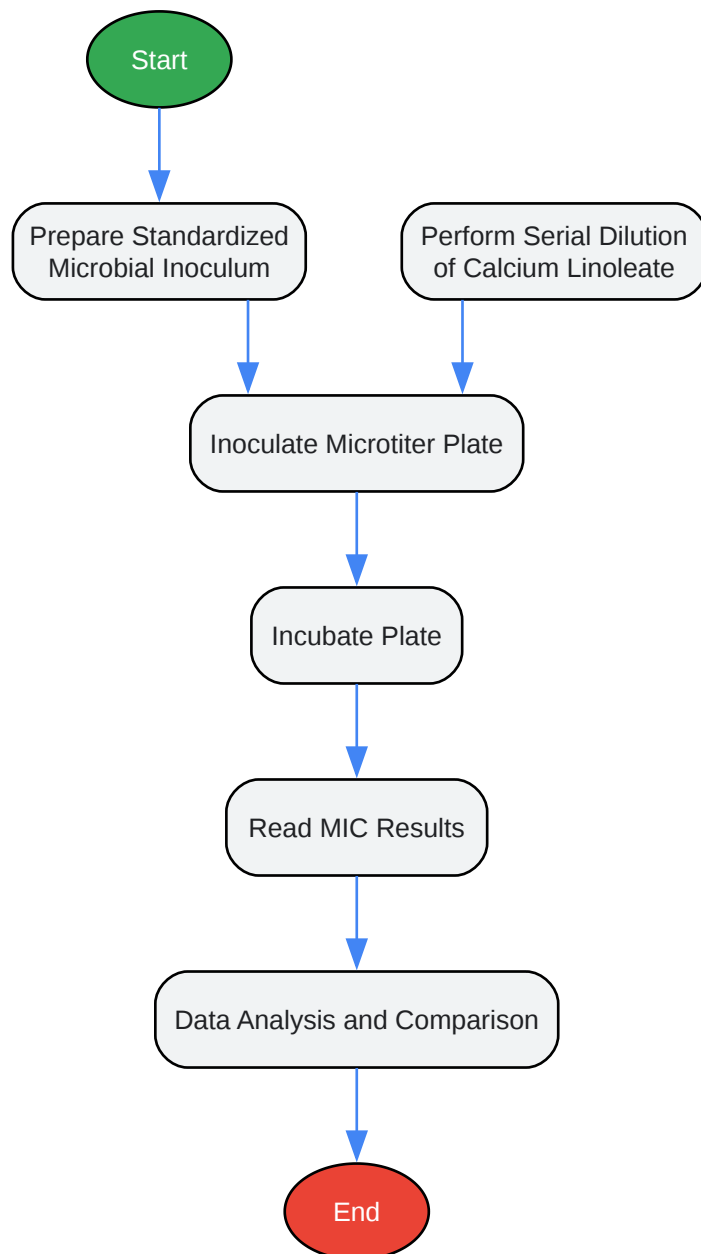 Start
Prepare Standardized
Microbial Inoculum
Perform Serial Dilution
of Calcium Linoleate
Inoculate Microtiter Plate
Incubate Plate
Read MIC Results
Data Analysis and Comparison
End